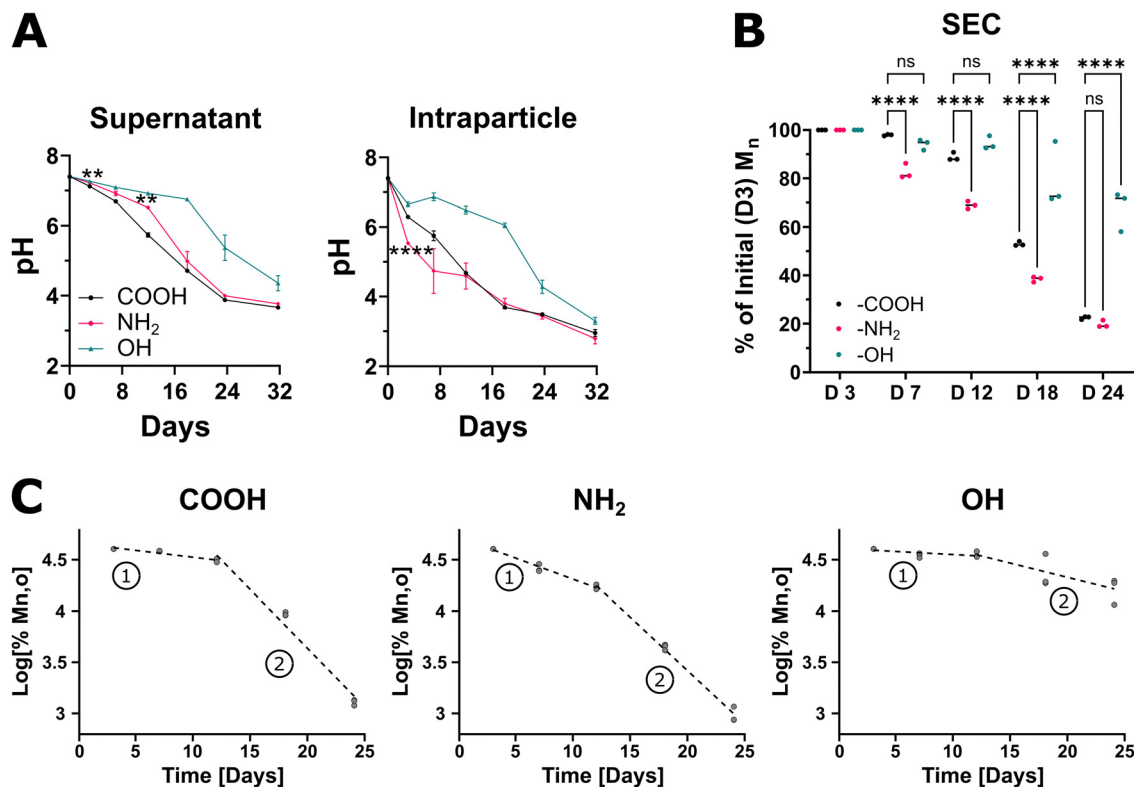 A
Supernatant
Intraparticle
8
6
4
2
pH
**
**
COOH
NH₂
OH
0 8 16 24 32
Days
8
6
4
2
pH
****
0 8 16 24 32
Days
B
SEC
ns ns **** ****
**** **** **** ns
100
80
60
40
20
0
% of Initial (D3) Mₙ
-COOH
-NH₂
-OH
D 3 D 7 D 12 D 18 D 24
C
COOH
NH₂
OH
4.5
4
3.5
3
Log[% Mn,o]
1
2
0 5 10 15 20 25
Time [Days]
4.5
4
3.5
3
Log[% Mn,o]
1
2
0 5 10 15 20 25
Time [Days]
4.5
4
3.5
3
Log[% Mn,o]
1
2
0 5 10 15 20 25
Time [Days]